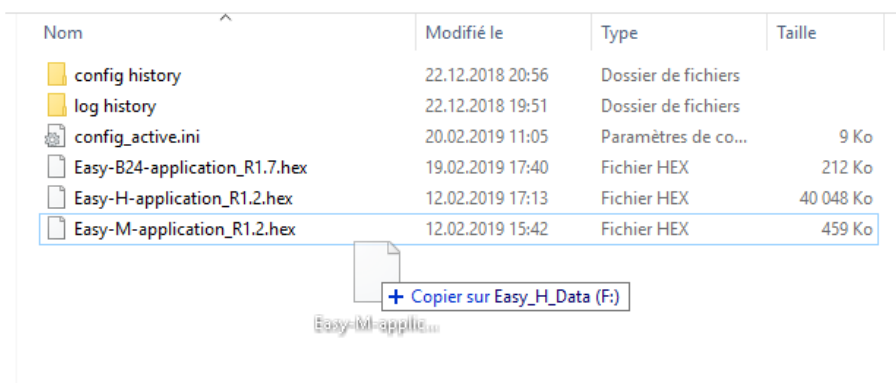 Nom Modifié le Type Taille
config history 22.12.2018 20:56 Dossier de fichiers
log history 22.12.2018 19:51 Dossier de fichiers
config_active.ini 20.02.2019 11:05 Paramètres de co... 9 Ko
Easy-B24-application_R1.7.hex 19.02.2019 17:40 Fichier HEX 212 Ko
Easy-H-application_R1.2.hex 12.02.2019 17:13 Fichier HEX 40 048 Ko
Easy-M-application_R1.2.hex 12.02.2019 15:42 Fichier HEX 459 Ko
+ Copier sur Easy_H_Data (F:)
Easy-M-applic...